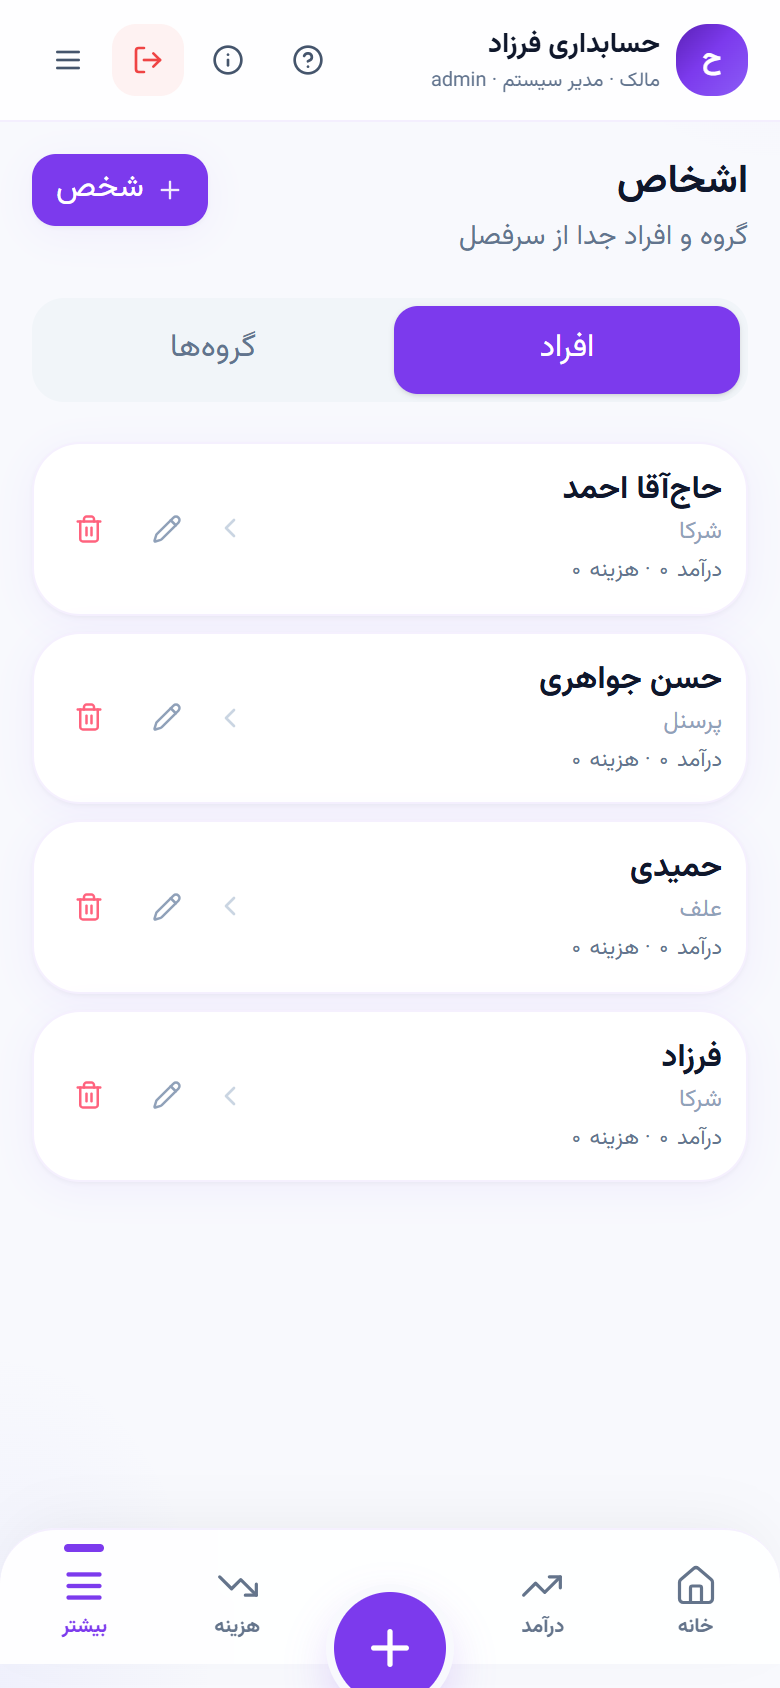 ح
حسابداری فرزاد
مالک · مدیر سیستم · admin
اشخاص
گروه و افراد جدا از سرفصل
+ شخص
افراد
گروه‌ها
حاج‌آقا احمد
شرکا
درآمد ۰ · هزینه ۰
حسن جواهری
پرسنل
درآمد ۰ · هزینه ۰
حمیدی
علف
درآمد ۰ · هزینه ۰
فرزاد
شرکا
درآمد ۰ · هزینه ۰
خانه
درآمد
هزینه
بیشتر